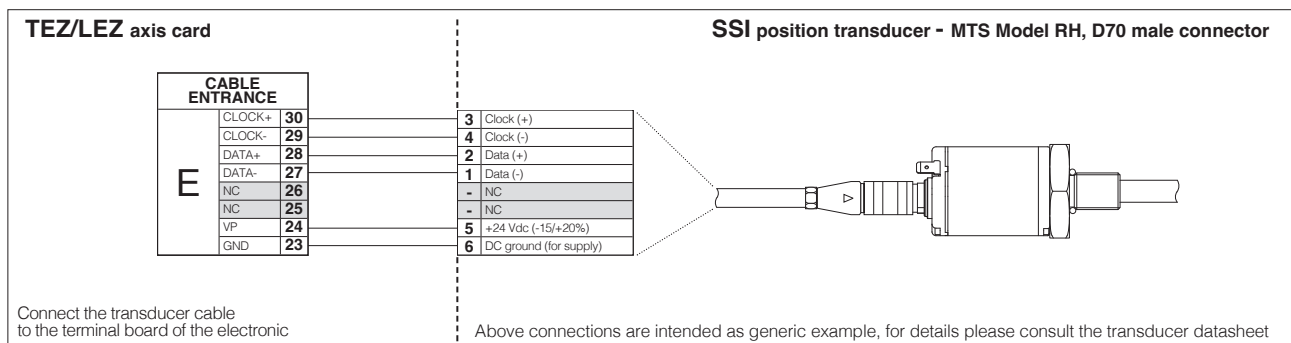 TEZ/LEZ axis card
SSI position transducer - MTS Model RH, D70 male connector
CABLE
ENTRANCE
E
CLOCK+ 30
CLOCK- 29
DATA+ 28
DATA- 27
NC 26
NC 25
VP 24
GND 23
3 Clock (+)
4 Clock (-)
2 Data (+)
1 Data (-)
- NC
- NC
5 +24 Vdc (-15/+20%)
6 DC ground (for supply)
Connect the transducer cable
to the terminal board of the electronic
Above connections are intended as generic example, for details please consult the transducer datasheet